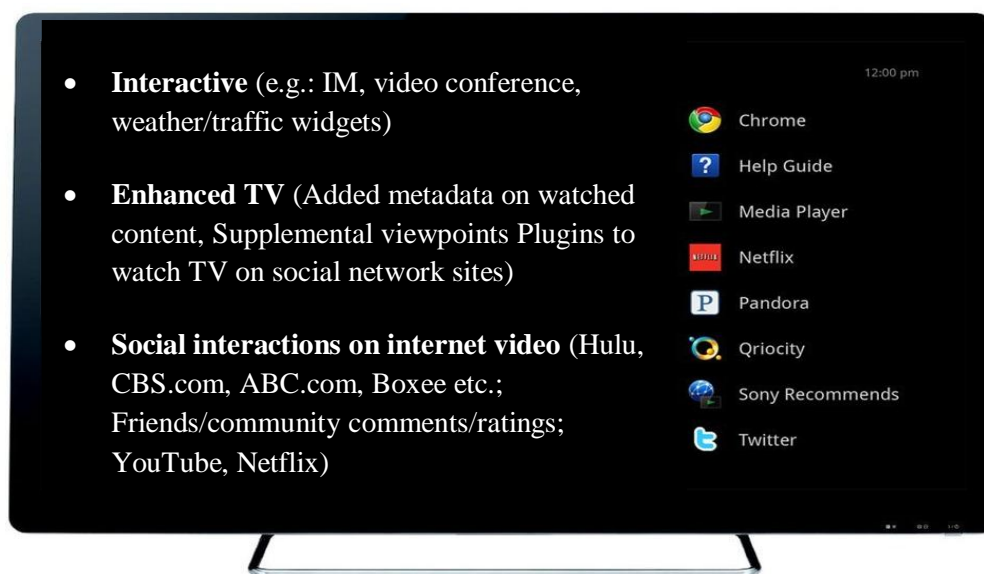 • Interactive (e.g.: IM, video conference,
weather/traffic widgets)
• Enhanced TV (Added metadata on watched
content, Supplemental viewpoints Plugins to
watch TV on social network sites)
• Social interactions on internet video (Hulu,
CBS.com, ABC.com, Boxee etc.;
Friends/community comments/ratings;
YouTube, Netflix)
12:00 pm
Chrome
? Help Guide
Media Player
NETFLIX Netflix
P Pandora
Qriocity
Sony Recommends
Twitter